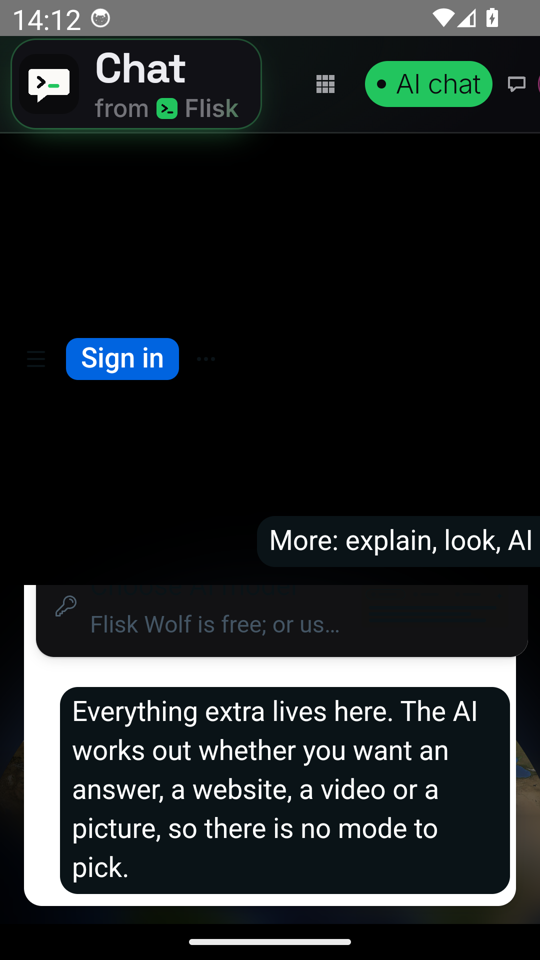 14:12
Chat
from Flisk
AI chat
Sign in
More: explain, look, AI
Flisk Wolf is free; or us…
Everything extra lives here. The AI
works out whether you want an
answer, a website, a video or a
picture, so there is no mode to
pick.